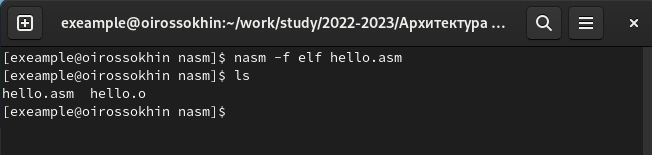 exeample@oirossokhin:~/work/study/2022-2023/Архитектура ...
[exeample@oirossokhin nasm]$ nasm -f elf hello.asm
[exeample@oirossokhin nasm]$ ls
hello.asm  hello.o
[exeample@oirossokhin nasm]$